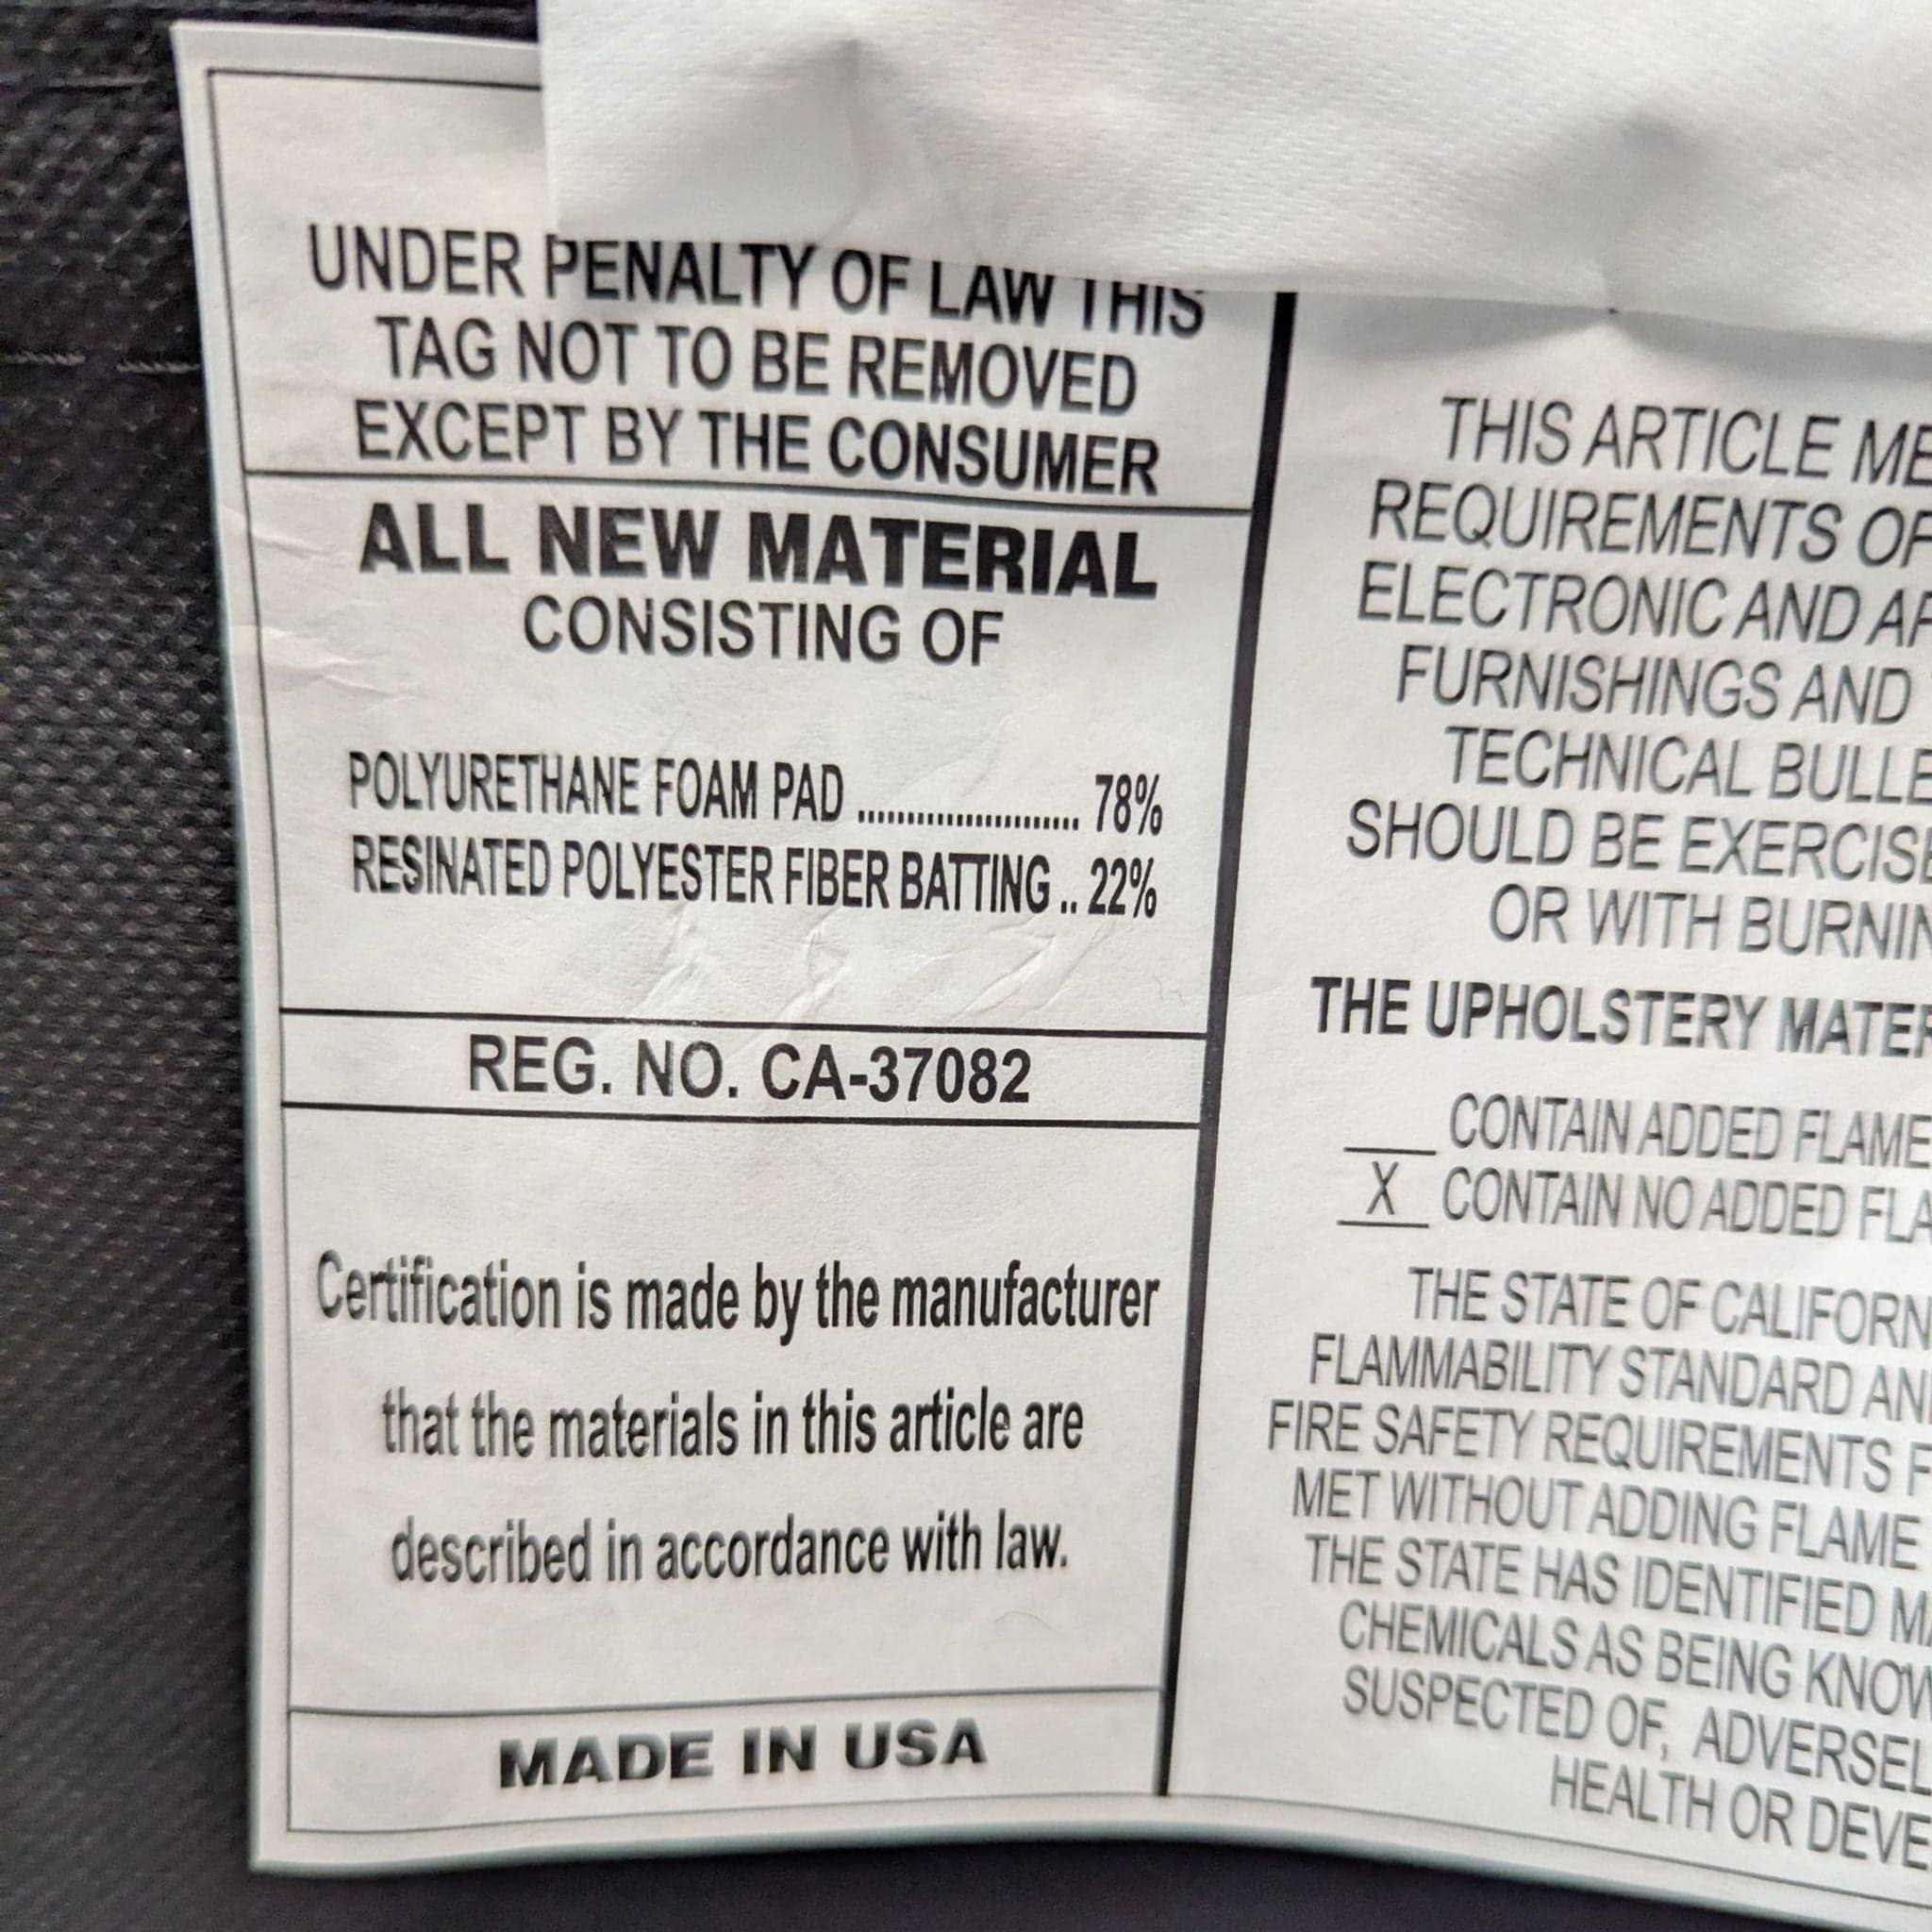 UNDER PENALTY OF LAW THIS
TAG NOT TO BE REMOVED
EXCEPT BY THE CONSUMER
ALL NEW MATERIAL
CONSISTING OF
POLYURETHANE FOAM PAD ........................ 78%
RESINATED POLYESTER FIBER BATTING .. 22%
REG. NO. CA-37082
Certification is made by the manufacturer
that the materials in this article are
described in accordance with law.
MADE IN USA
THIS ARTICLE
REQUIREMENTS
ELECTRONIC AND
FURNISHINGS AND
TECHNICAL
SHOULD BE
OR WITH
THE UPHOLSTERY
CONTAIN ADDED FLAME
X CONTAIN NO ADDED
THE STATE OF
FLAMMABILITY STANDARD
FIRE SAFETY REQUIREMENTS
MET WITHOUT ADDING FLAME
THE STATE HAS IDENTIFIED
CHEMICALS AS BEING
SUSPECTED OF,
HEALTH OR